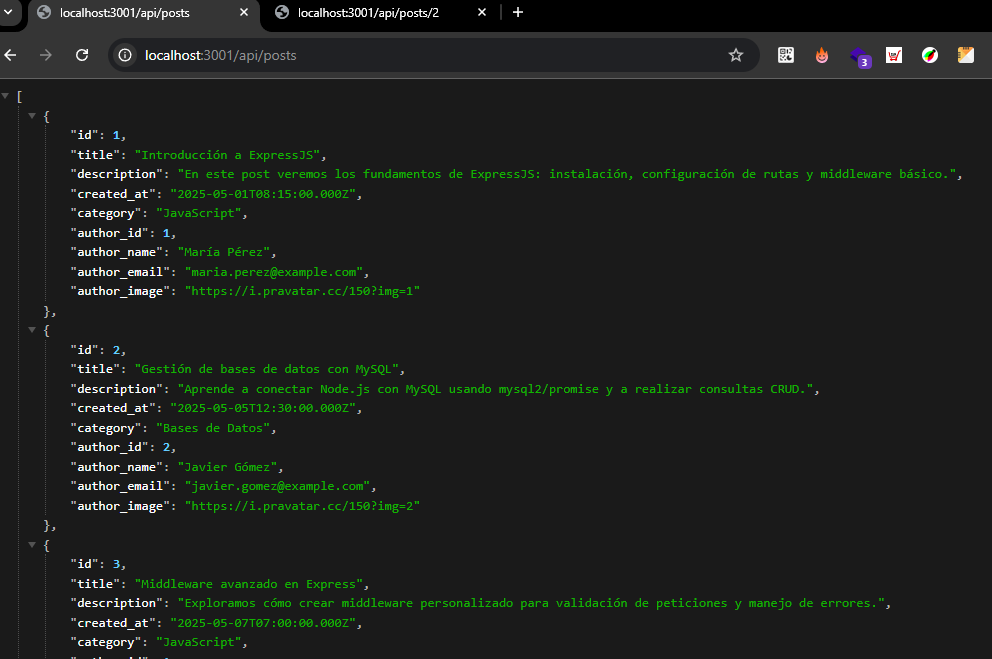 localhost:3001/api/posts
localhost:3001/api/posts/2
localhost:3001/api/posts
3
[
{
"id": 1,
"title": "Introducción a ExpressJS",
"description": "En este post veremos los fundamentos de ExpressJS: instalación, configuración de rutas y middleware básico.",
"created_at": "2025-05-01T08:15:00.000Z",
"category": "JavaScript",
"author_id": 1,
"author_name": "María Pérez",
"author_email": "maria.perez@example.com",
"author_image": "https://i.pravatar.cc/150?img=1"
},
{
"id": 2,
"title": "Gestión de bases de datos con MySQL",
"description": "Aprende a conectar Node.js con MySQL usando mysql2/promise y a realizar consultas CRUD.",
"created_at": "2025-05-05T12:30:00.000Z",
"category": "Bases de Datos",
"author_id": 2,
"author_name": "Javier Gómez",
"author_email": "javier.gomez@example.com",
"author_image": "https://i.pravatar.cc/150?img=2"
},
{
"id": 3,
"title": "Middleware avanzado en Express",
"description": "Exploramos cómo crear middleware personalizado para validación de peticiones y manejo de errores.",
"created_at": "2025-05-07T07:00:00.000Z",
"category": "JavaScript",